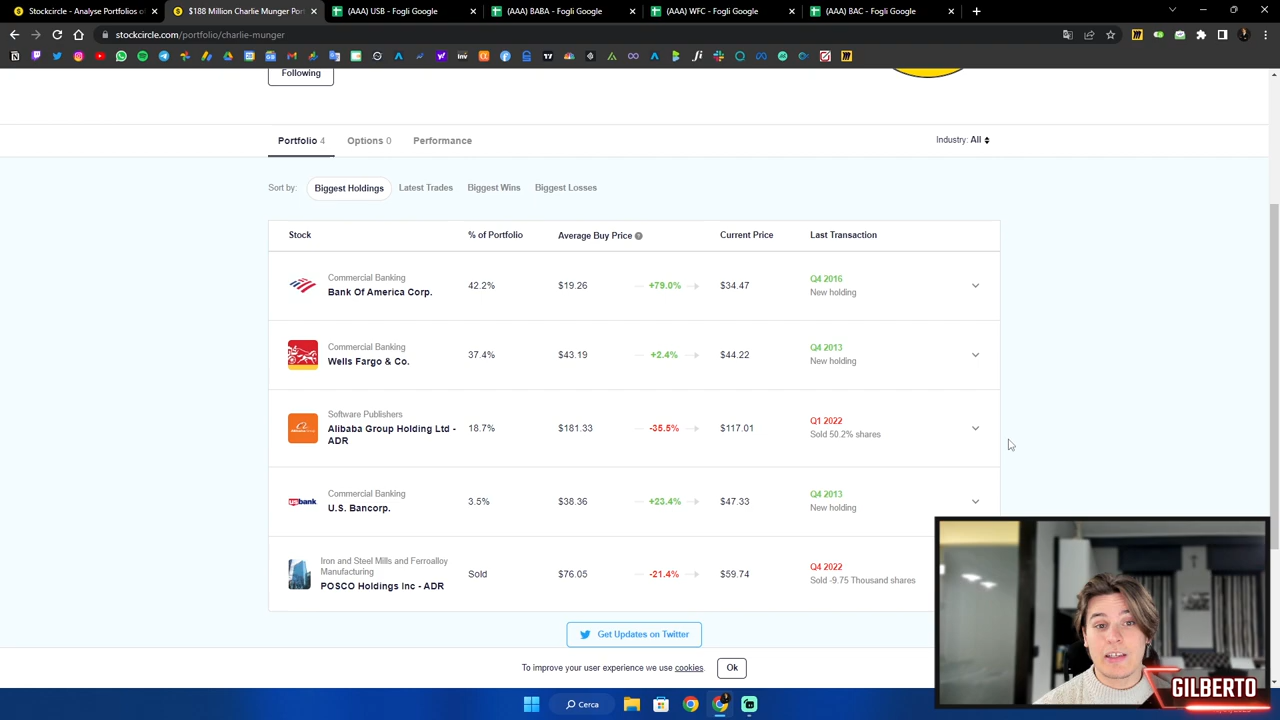 Stockcircle - Analyse Portfolios of
$188 Million Charlie Munger Port
(AAA) USB - Fogli Google
(AAA) BABA - Fogli Google
(AAA) WFC - Fogli Google
(AAA) BAC - Fogli Google
stockcircle.com/portfolio/charlie-munger
Following
Portfolio 4
Options 0
Performance
Industry: All
Sort by:
Biggest Holdings
Latest Trades
Biggest Wins
Biggest Losses
Stock
% of Portfolio
Average Buy Price
Current Price
Last Transaction
Commercial Banking
Bank Of America Corp.
42.2%
$19.26
+79.0%
$34.47
Q4 2016
New holding
Commercial Banking
Wells Fargo & Co.
37.4%
$43.19
+2.4%
$44.22
Q4 2013
New holding
Software Publishers
Alibaba Group Holding Ltd -
ADR
18.7%
$181.33
-35.5%
$117.01
Q1 2022
Sold 50.2% shares
Commercial Banking
U.S. Bancorp.
3.5%
$38.36
+23.4%
$47.33
Q4 2013
New holding
Iron and Steel Mills and Ferroalloy
Manufacturing
POSCO Holdings Inc - ADR
Sold
$76.05
-21.4%
$59.74
Q4 2022
Sold -9.75 Thousand shares
Get Updates on Twitter
To improve your user experience we use cookies.
Ok
GILBERTO
Cerca